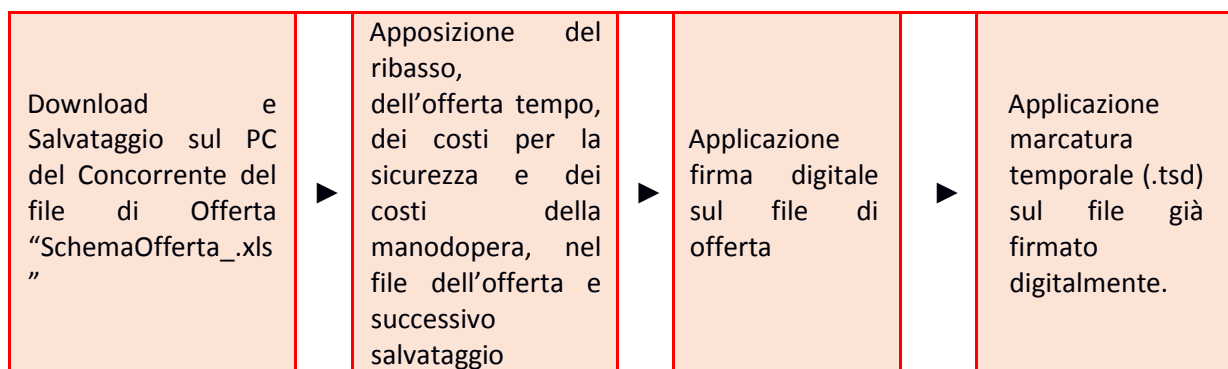 Download e
Salvataggio sul PC
del Concorrente del
file di Offerta
“SchemaOfferta_.xls
”
Apposizione del
ribasso,
dell’offerta tempo,
dei costi per la
sicurezza e dei
costi della
manodopera, nel
file dell’offerta e
successivo
salvataggio
Applicazione
firma digitale
sul file di
offerta
Applicazione
marcatura
temporale (.tsd)
sul file già
firmato
digitalmente.